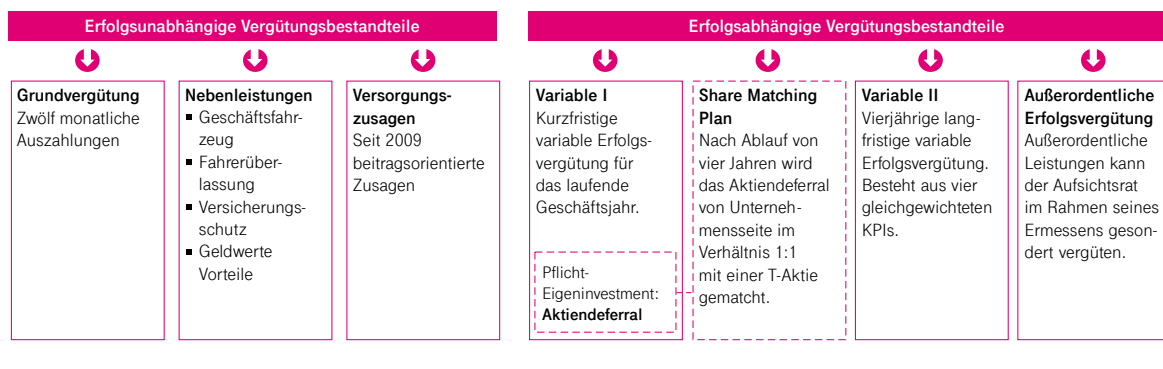 Erfolgsunabhängige Vergütungsbestandteile
Grundvergütung
Zwölf monatliche
Auszahlungen
Nebenleistungen
▪ Geschäftsfahr-
zeug
▪ Fahrerüber-
lassung
▪ Versicherungs-
schutz
▪ Geldwerte
Vorteile
Versorgungs-
zusagen
Seit 2009
beitragsorientierte
Zusagen
Erfolgsabhängige Vergütungsbestandteile
Variable I
Kurzfristige
variable Erfolgs-
vergütung für
das laufende
Geschäftsjahr.
Pflicht-
Eigeninvestment:
Aktiendeferral
Share Matching
Plan
Nach Ablauf von
vier Jahren wird
das Aktiendeferral
von Unterneh-
mensseite im
Verhältnis 1:1
mit einer T-Aktie
gematcht.
Variable II
Vierjährige lang-
fristige variable
Erfolgsvergütung.
Besteht aus vier
gleichgewichteten
KPIs.
Außerordentliche
Erfolgsvergütung
Außerordentliche
Leistungen kann
der Aufsichtsrat
im Rahmen seines
Ermessens geson-
dert vergüten.